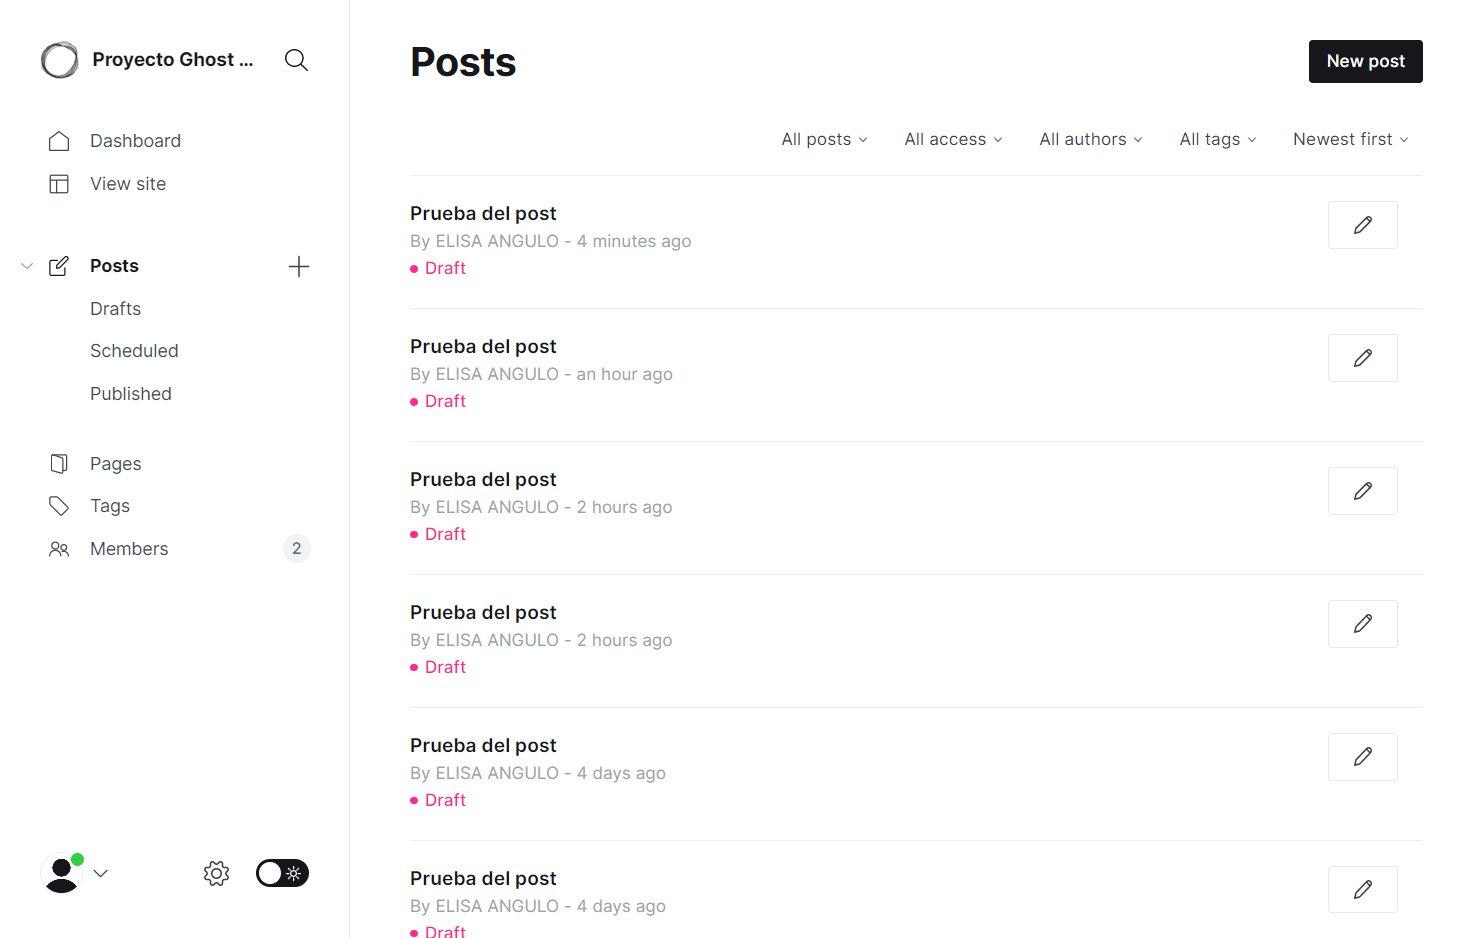 Proyecto Ghost ...
Dashboard
View site
Posts
Drafts
Scheduled
Published
Pages
Tags
Members 2
Posts
New post
All posts All access All authors All tags Newest first
Prueba del post
By ELISA ANGULO - 4 minutes ago
Draft
Prueba del post
By ELISA ANGULO - an hour ago
Draft
Prueba del post
By ELISA ANGULO - 2 hours ago
Draft
Prueba del post
By ELISA ANGULO - 2 hours ago
Draft
Prueba del post
By ELISA ANGULO - 4 days ago
Draft
Prueba del post
By ELISA ANGULO - 4 days ago
Draft